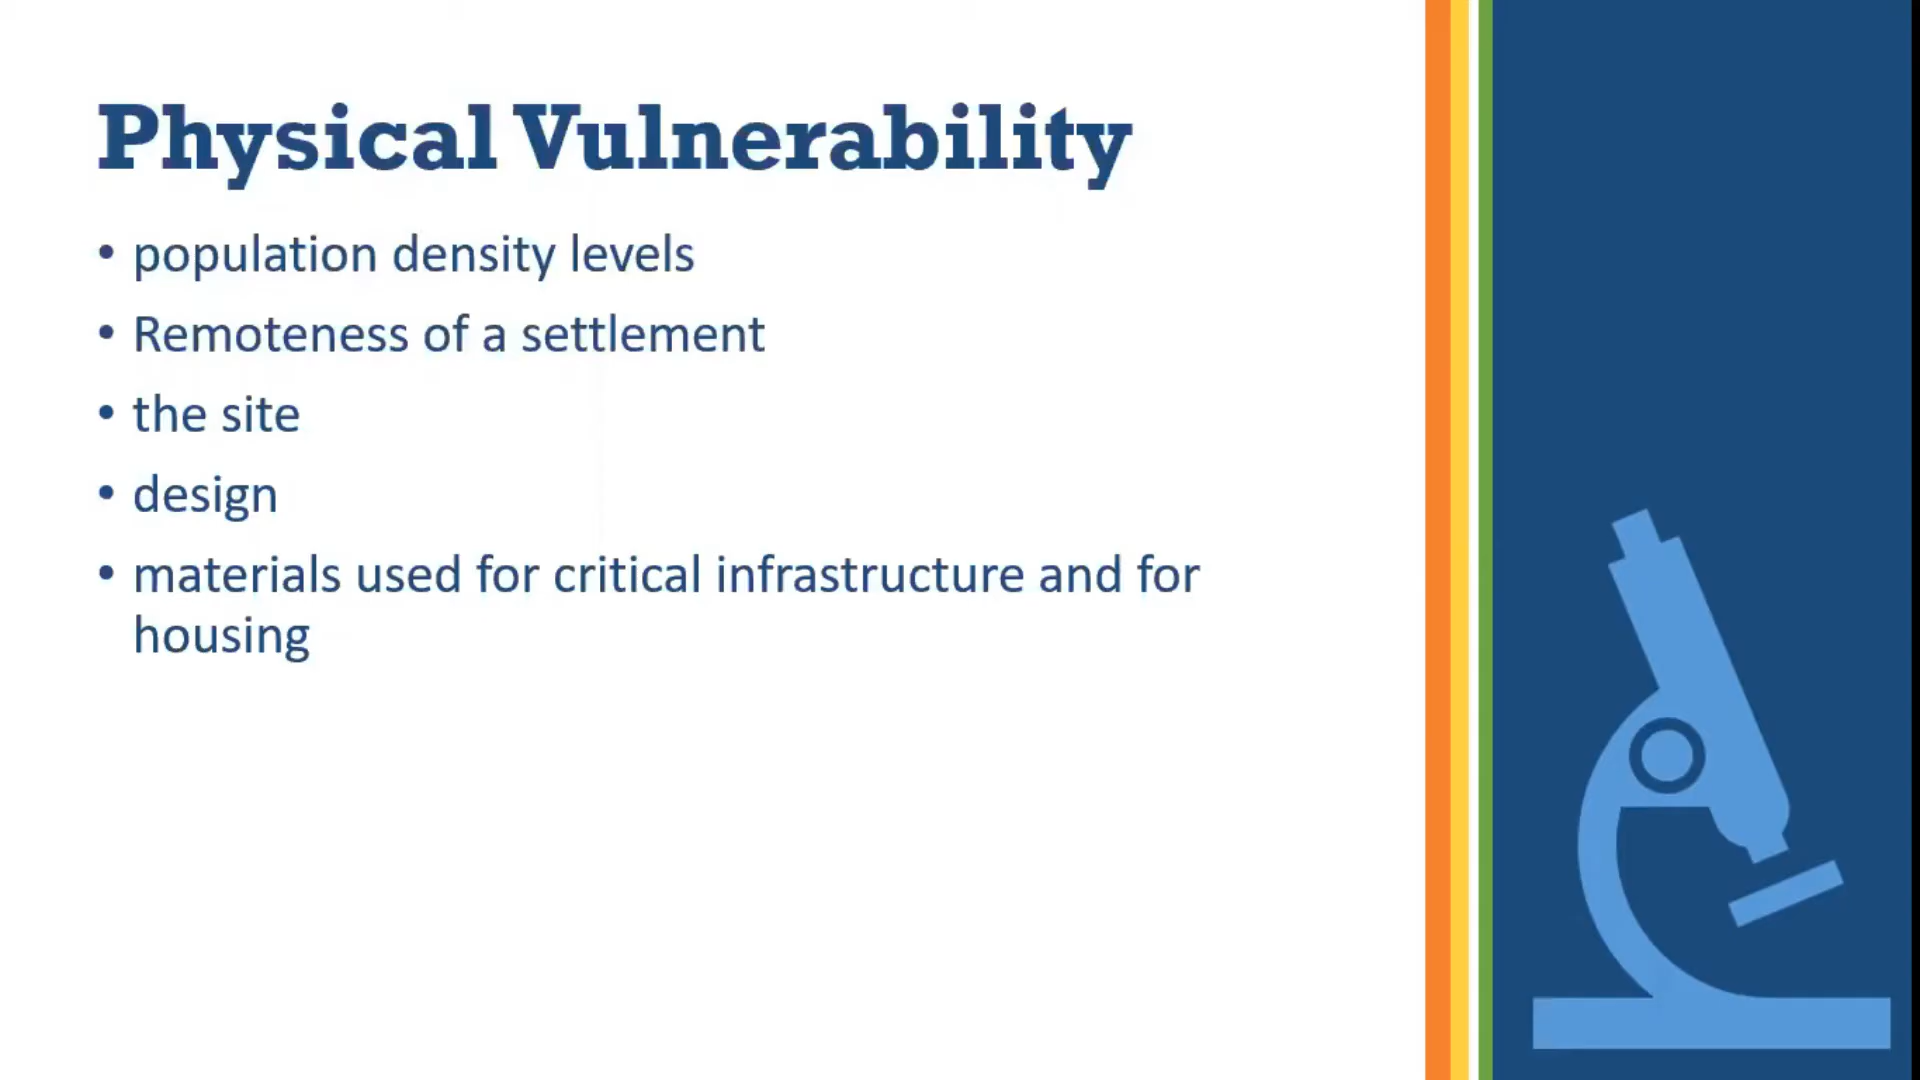 Physical Vulnerability
• population density levels
• Remoteness of a settlement
• the site
• design
• materials used for critical infrastructure and for
housing